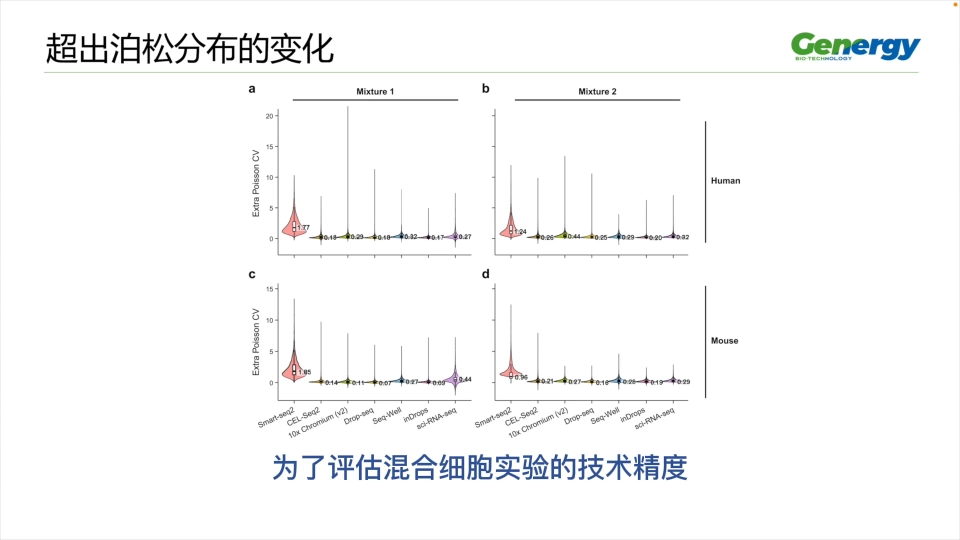 超出泊松分布的变化
Genergy
BIO-TECHNOLOGY
a
Mixture 1
b
Mixture 2
Extra Poisson CV
20
15
10
5
0
1.77
0.18
0.29
0.18
0.32
0.17
0.27
1.24
0.26
0.44
0.25
0.29
0.20
0.32
Human
c
d
Extra Poisson CV
15
10
5
0
1.85
0.14
0.11
0.07
0.27
0.09
0.44
0.96
0.21
0.27
0.16
0.28
0.19
0.29
Mouse
Smart-seq2
CEL-Seq2
10x Chromium (v2)
Drop-seq
Seq-Well
inDrops
sci-RNA-seq
Smart-seq2
CEL-Seq2
10x Chromium (v2)
Drop-seq
Seq-Well
inDrops
sci-RNA-seq
为了评估混合细胞实验的技术精度